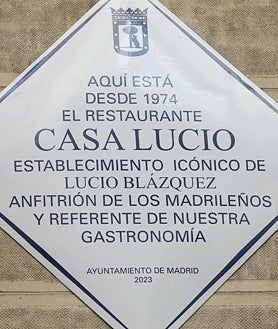 AQUÍ ESTÁ
DESDE 1974
EL RESTAURANTE
CASA LUCIO
ESTABLECIMIENTO ICÓNICO DE
LUCIO BLÁZQUEZ
ANFITRIÓN DE LOS MADRILEÑOS
Y REFERENTE DE NUESTRA
GASTRONOMÍA
AYUNTAMIENTO DE MADRID
2023